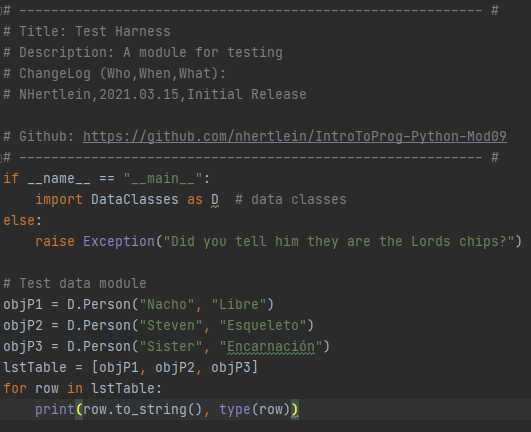 # ---------------------------------------------------------- #
# Title: Test Harness
# Description: A module for testing
# ChangeLog (Who,When,What):
# NHertlein,2021.03.15,Initial Release
# Github: https://github.com/nhertlein/IntroToProg-Python-Mod09
# ---------------------------------------------------------- #
if __name__ == "__main__":
    import DataClasses as D  # data classes
else:
    raise Exception("Did you tell him they are the Lords chips?")
# Test data module
objP1 = D.Person("Nacho", "Libre")
objP2 = D.Person("Steven", "Esqueleto")
objP3 = D.Person("Sister", "Encarnación")
lstTable = [objP1, objP2, objP3]
for row in lstTable:
    print(row.to_string(), type(row))